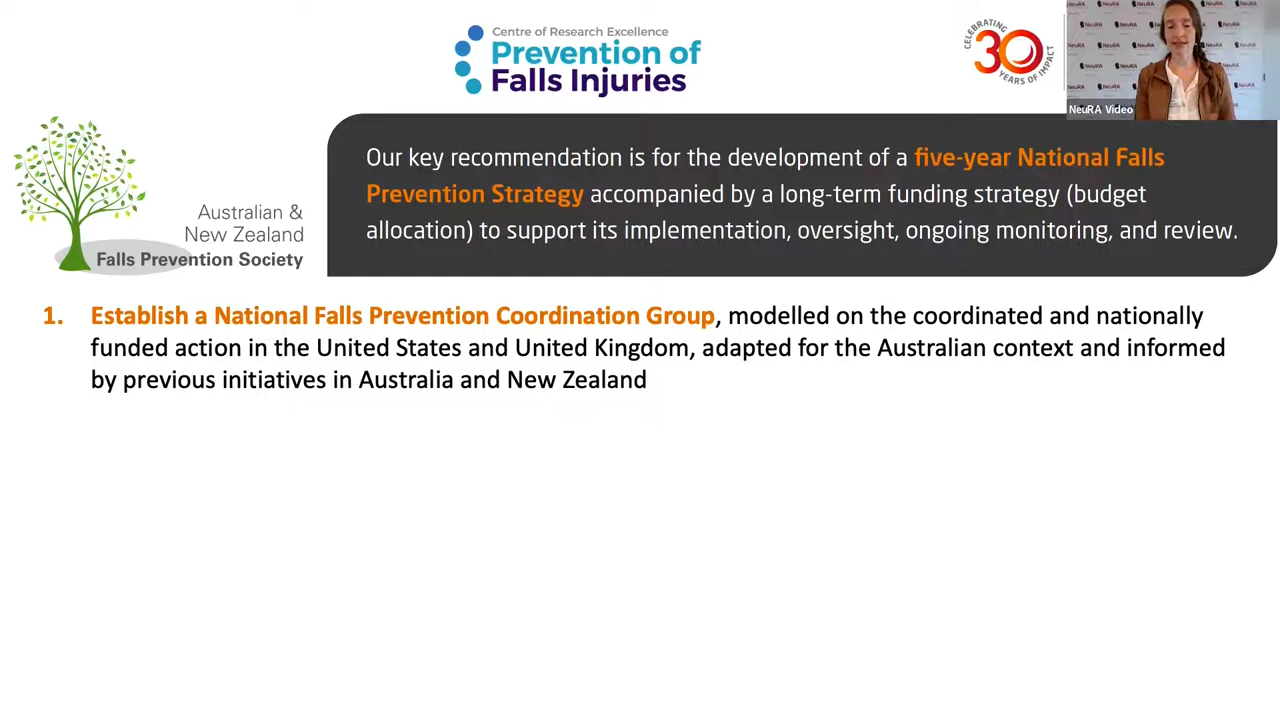 Centre of Research Excellence
Prevention of
Falls Injuries
CELEBRATING
30
YEARS OF IMPACT
NeuRA
NeuRA Video
Australian &
New Zealand
Falls Prevention Society
Our key recommendation is for the development of a five-year National Falls
Prevention Strategy accompanied by a long-term funding strategy (budget
allocation) to support its implementation, oversight, ongoing monitoring, and review.
1. Establish a National Falls Prevention Coordination Group, modelled on the coordinated and nationally
funded action in the United States and United Kingdom, adapted for the Australian context and informed
by previous initiatives in Australia and New Zealand